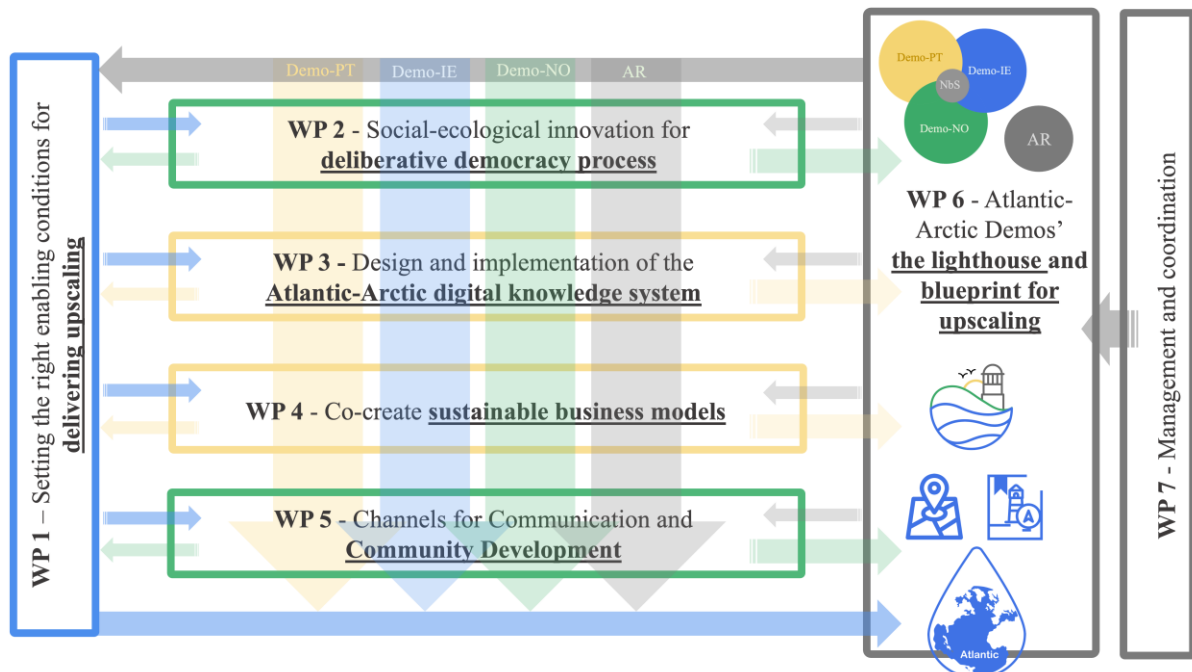 WP 1 – Setting the right enabling conditions for
delivering upscaling
Demo-PT
Demo-IE
Demo-NO
AR
WP 2 - Social-ecological innovation for
deliberative democracy process
WP 3 - Design and implementation of the
Atlantic-Arctic digital knowledge system
WP 4 - Co-create sustainable business models
WP 5 - Channels for Communication and
Community Development
Demo-PT
Demo-IE
NbS
Demo-NO
AR
WP 6 - Atlantic-
Arctic Demos’
the lighthouse and
blueprint for
upscaling
A
Atlantic
WP 7 - Management and coordination